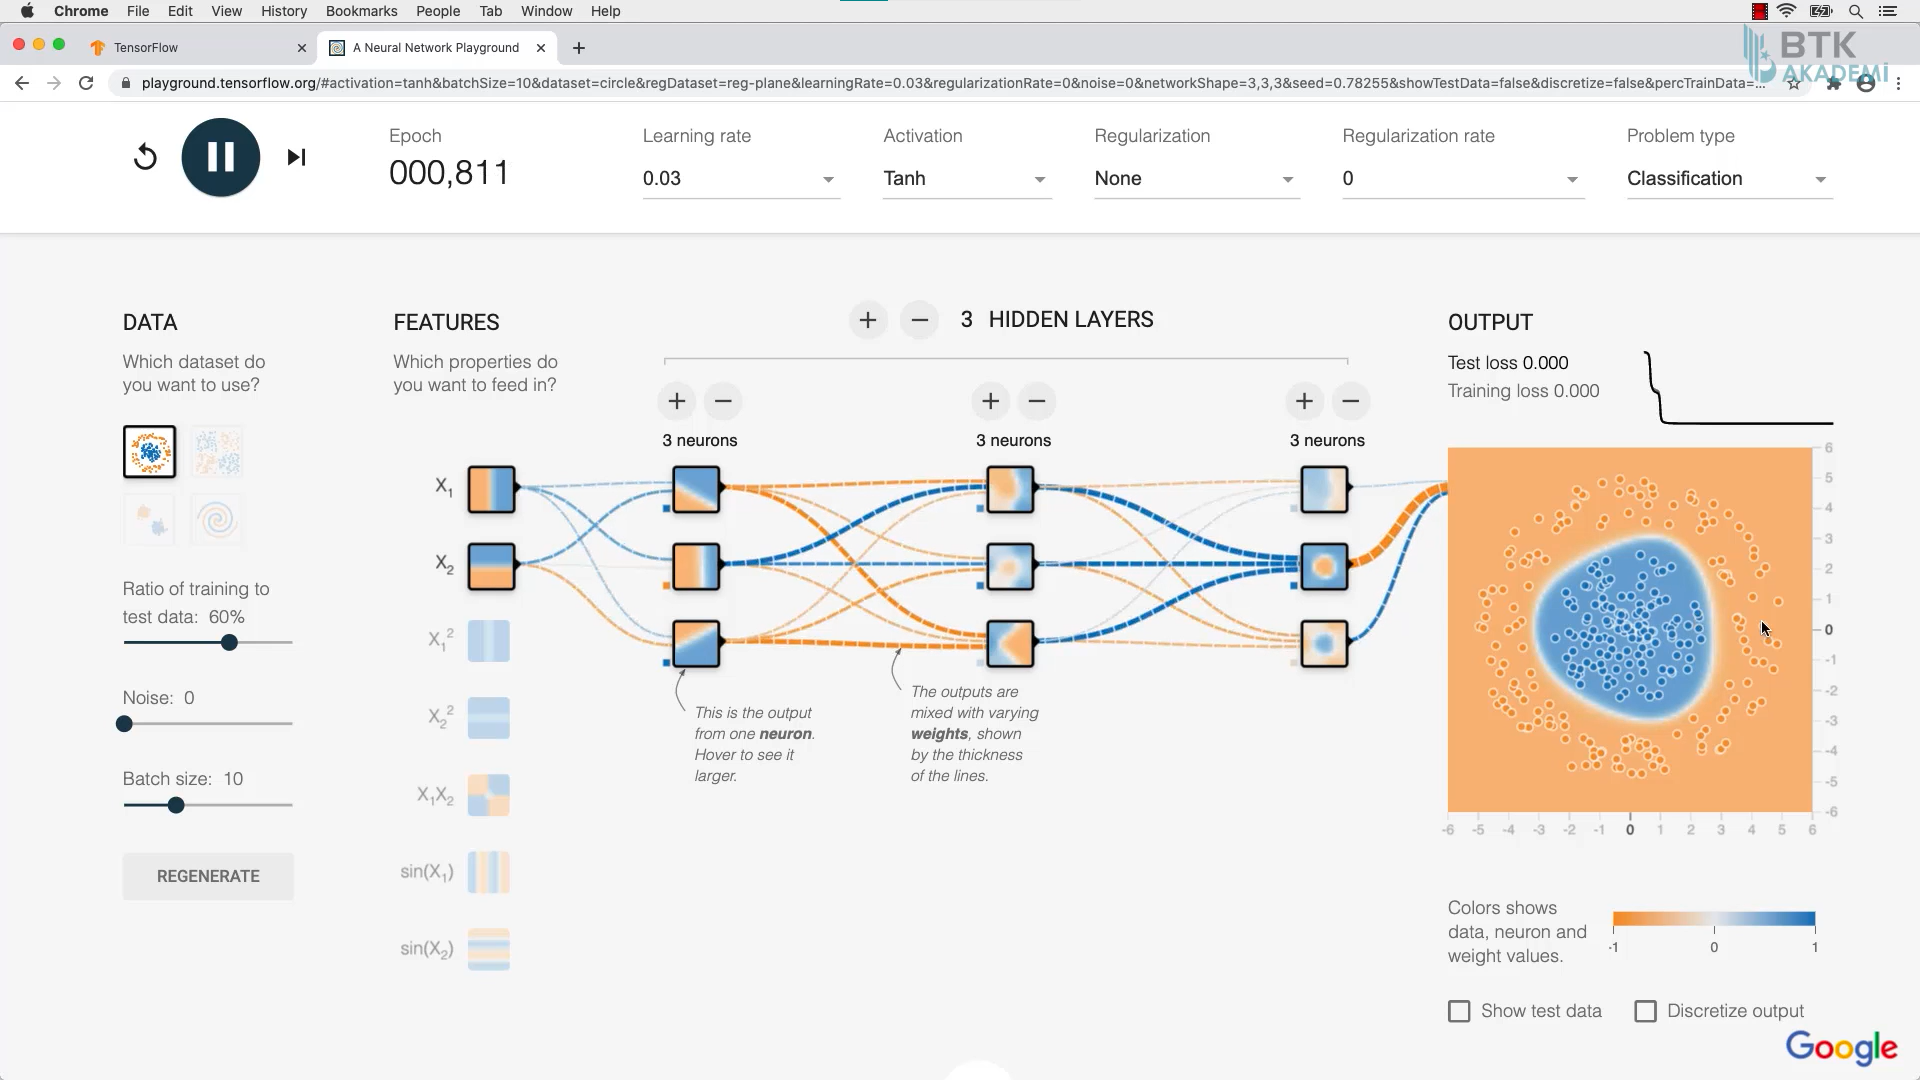 Chrome File Edit View History Bookmarks People Tab Window Help
BTK
AKADEMİ
TensorFlow
A Neural Network Playground
playground.tensorflow.org/#activation=tanh&batchSize=10&dataset=circle&regDataset=reg-plane&learningRate=0.03&regularizationRate=0&noise=0&networkShape=3,3,3&seed=0.78255&showTestData=false&discretize=false&percTrainData=...
Epoch
000,811
Learning rate
0.03
Activation
Tanh
Regularization
None
Regularization rate
0
Problem type
Classification
DATA
Which dataset do
you want to use?
Ratio of training to
test data: 60%
Noise: 0
Batch size: 10
REGENERATE
FEATURES
Which properties do
you want to feed in?
X1
X2
X1²
X2²
X1X2
sin(X1)
sin(X2)
+ − 3 HIDDEN LAYERS
+ − + − + −
3 neurons 3 neurons 3 neurons
This is the output
from one neuron.
Hover to see it
larger.
The outputs are
mixed with varying
weights, shown
by the thickness
of the lines.
OUTPUT
Test loss 0.000
Training loss 0.000
6
5
4
3
2
1
0
-1
-2
-3
-4
-5
-6
-6 -5 -4 -3 -2 -1 0 1 2 3 4 5 6
Colors shows
data, neuron and
weight values.
-1 0 1
Show test data Discretize output
Google